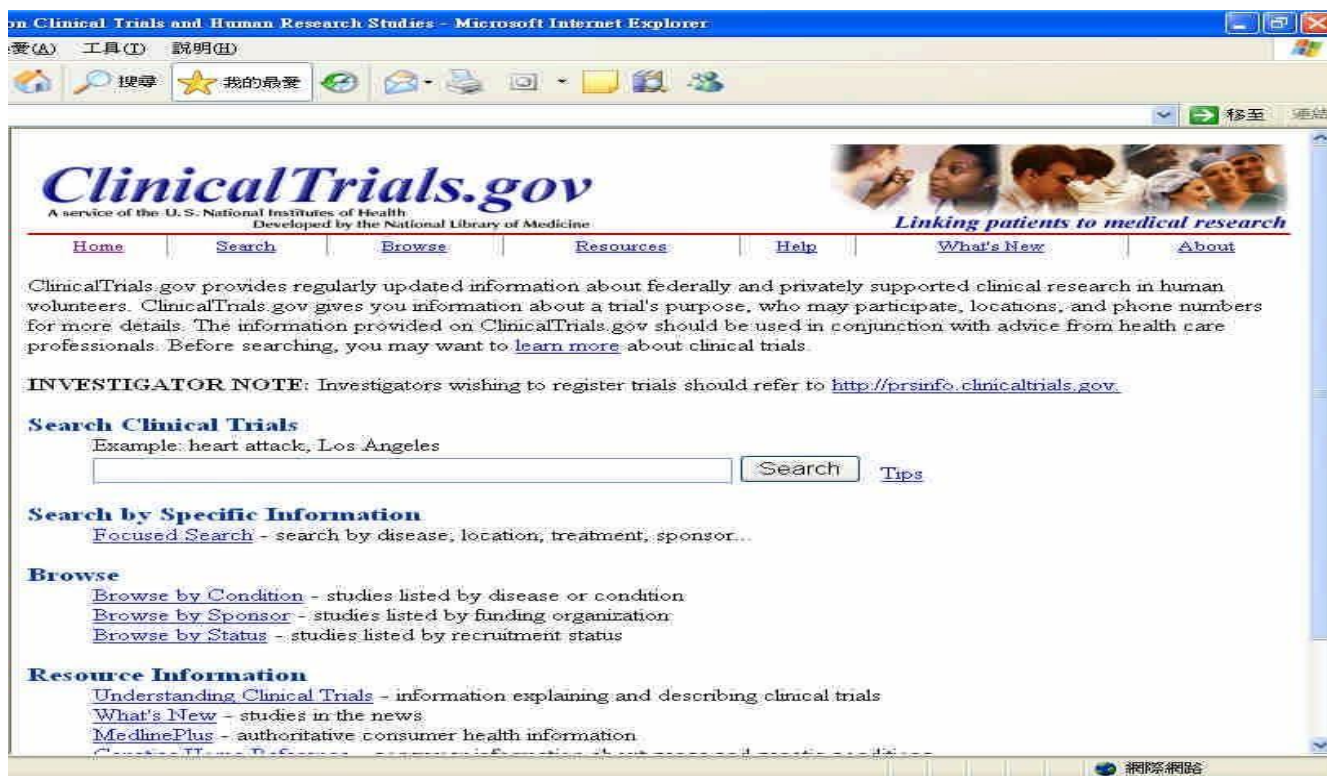 on Clinical Trials and Human Research Studies - Microsoft Internet Explorer
愛(A) 工具(T) 說明(H)
搜尋 我的最愛
移至 連結
ClinicalTrials.gov
A service of the U.S. National Institutes of Health
Developed by the National Library of Medicine
Linking patients to medical research
Home Search Browse Resources Help What's New About
ClinicalTrials.gov provides regularly updated information about federally and privately supported clinical research in human
volunteers. ClinicalTrials.gov gives you information about a trial's purpose, who may participate, locations, and phone numbers
for more details. The information provided on ClinicalTrials.gov should be used in conjunction with advice from health care
professionals. Before searching, you may want to learn more about clinical trials.
INVESTIGATOR NOTE: Investigators wishing to register trials should refer to http://prsinfo.clinicaltrials.gov.
Search Clinical Trials
Example: heart attack, Los Angeles
Search Tips
Search by Specific Information
Focused Search - search by disease, location, treatment, sponsor...
Browse
Browse by Condition - studies listed by disease or condition
Browse by Sponsor - studies listed by funding organization
Browse by Status - studies listed by recruitment status
Resource Information
Understanding Clinical Trials - information explaining and describing clinical trials
What's New - studies in the news
MedlinePlus - authoritative consumer health information
網際網路